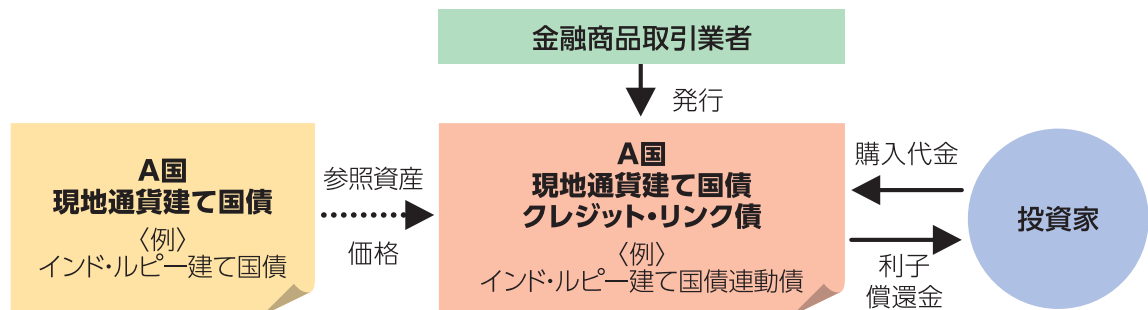 金融商品取引業者
発行
A国
現地通貨建て国債
〈例〉
インド・ルピー建て国債
参照資産
価格
A国
現地通貨建て国債
クレジット・リンク債
〈例〉
インド・ルピー建て国債連動債
購入代金
利子
償還金
投資家